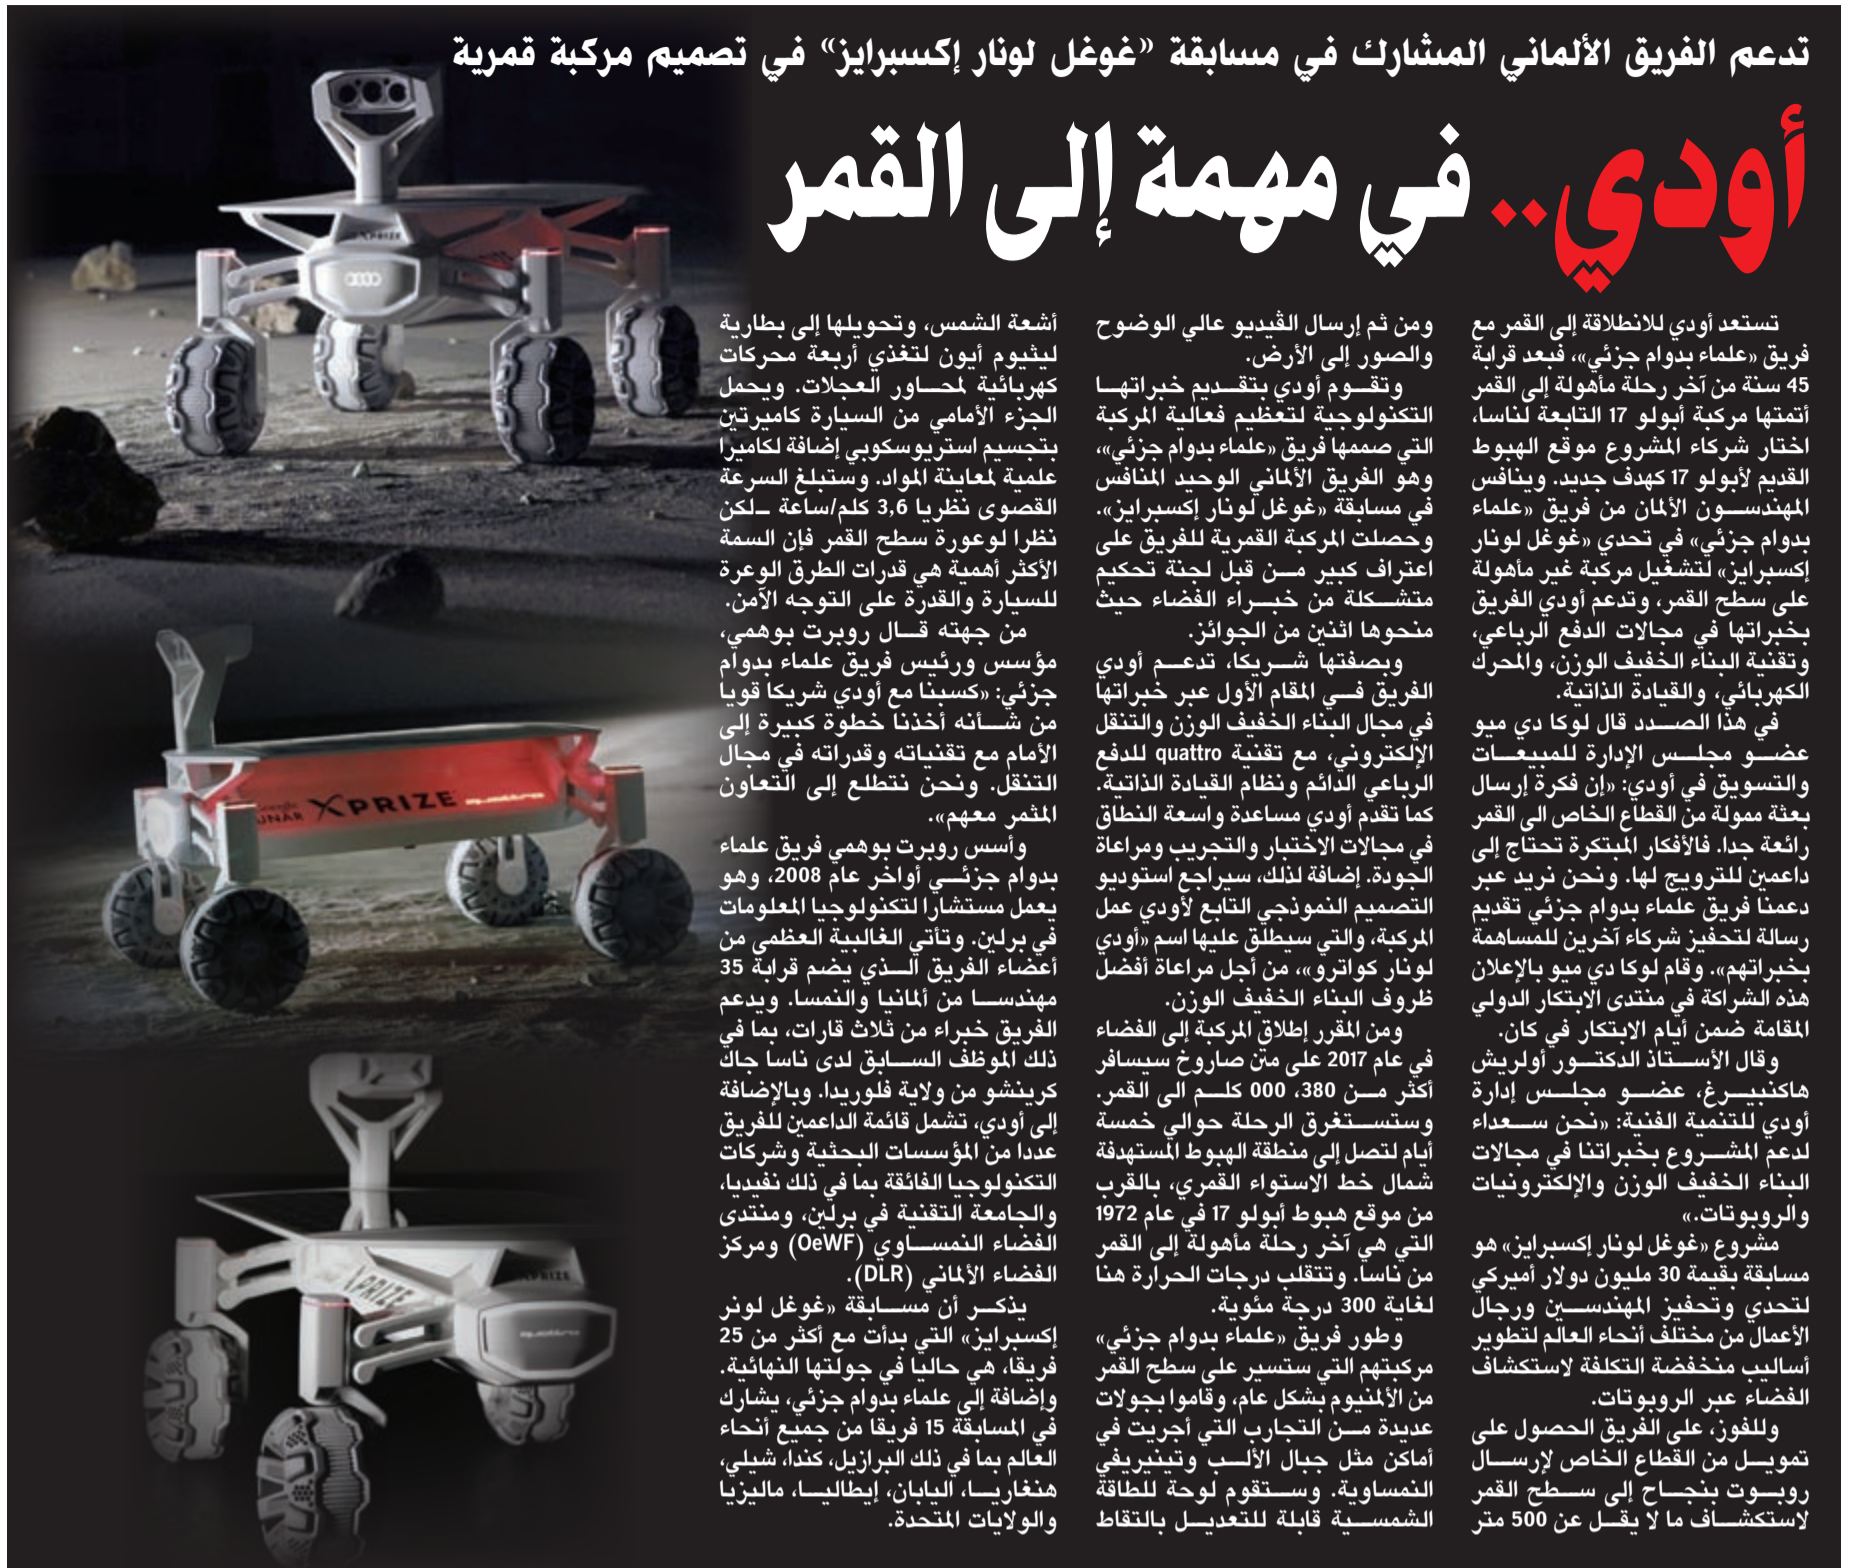 تدعم الفريق الألماني المشارك في مسابقة «غوغل لونار إكسبرايز» في تصميم مركبة قمرية
أودي.. في مهمة إلى القمر
تستعد أودي للانطلاقة إلى القمر مع
فريق «علماء بدوام جزئي»، فبعد قرابة
45 سنة من آخر رحلة مأهولة إلى القمر
أتمتها مركبة أبولو 17 التابعة لناسا،
اختار شركاء المشروع موقع الهبوط
القديم لأبولو 17 كهدف جديد. وينافس
المهندسون الألمان من فريق «علماء
بدوام جزئي» في تحدي «غوغل لونار
إكسبرايز» لتشغيل مركبة غير مأهولة
على سطح القمر، وتدعم أودي الفريق
بخبراتها في مجالات الدفع الرباعي،
وتقنية البناء الخفيف الوزن، والمحرك
الكهربائي، والقيادة الذاتية.
في هذا الصدد قال لوكا دي ميو
عضو مجلس الإدارة للمبيعات
والتسويق في أودي: «إن فكرة إرسال
بعثة ممولة من القطاع الخاص الى القمر
رائعة جدا. فالأفكار المبتكرة تحتاج إلى
داعمين للترويج لها. ونحن نريد عبر
دعمنا فريق علماء بدوام جزئي تقديم
رسالة لتحفيز شركاء آخرين للمساهمة
بخبراتهم». وقام لوكا دي ميو بالإعلان
هذه الشراكة في منتدى الابتكار الدولي
المقامة ضمن أيام الابتكار في كان.
وقال الأستاذ الدكتور أولريش
هاكنبيرغ، عضو مجلس إدارة
أودي للتنمية الفنية: «نحن سعداء
لدعم المشروع بخبراتنا في مجالات
البناء الخفيف الوزن والإلكترونيات
والروبوتات.»
مشروع «غوغل لونار إكسبرايز» هو
مسابقة بقيمة 30 مليون دولار أميركي
لتحدي وتحفيز المهندسين ورجال
الأعمال من مختلف أنحاء العالم لتطوير
أساليب منخفضة التكلفة لاستكشاف
الفضاء عبر الروبوتات.
وللفوز، على الفريق الحصول على
تمويل من القطاع الخاص لإرسال
روبوت بنجاح إلى سطح القمر
لاستكشاف ما لا يقل عن 500 متر
ومن ثم إرسال الڤيديو عالي الوضوح
والصور إلى الأرض.
وتقوم أودي بتقديم خبراتها
التكنولوجية لتعظيم فعالية المركبة
التي صممها فريق «علماء بدوام جزئي»،
وهو الفريق الألماني الوحيد المنافس
في مسابقة «غوغل لونار إكسبرايز».
وحصلت المركبة القمرية للفريق على
اعتراف كبير من قبل لجنة تحكيم
متشكلة من خبراء الفضاء حيث
منحوها اثنين من الجوائز.
وبصفتها شريكا، تدعم أودي
الفريق في المقام الأول عبر خبراتها
في مجال البناء الخفيف الوزن والتنقل
الإلكتروني، مع تقنية quattro للدفع
الرباعي الدائم ونظام القيادة الذاتية.
كما تقدم أودي مساعدة واسعة النطاق
في مجالات الاختبار والتجريب ومراعاة
الجودة. إضافة لذلك، سيراجع استوديو
التصميم النموذجي التابع لأودي عمل
المركبة، والتي سيطلق عليها اسم «أودي
لونار كواترو»، من أجل مراعاة أفضل
ظروف البناء الخفيف الوزن.
ومن المقرر إطلاق المركبة إلى الفضاء
في عام 2017 على متن صاروخ سيسافر
أكثر من 380، 000 كلم الى القمر.
وستستغرق الرحلة حوالي خمسة
أيام لتصل إلى منطقة الهبوط المستهدفة
شمال خط الاستواء القمري، بالقرب
من موقع هبوط أبولو 17 في عام 1972
التي هي آخر رحلة مأهولة إلى القمر
من ناسا. وتتقلب درجات الحرارة هنا
لغاية 300 درجة مئوية.
وطور فريق «علماء بدوام جزئي»
مركبتهم التي ستسير على سطح القمر
من الألمنيوم بشكل عام، وقاموا بجولات
عديدة من التجارب التي أجريت في
أماكن مثل جبال الألب وتينيريفي
النمساوية. وستقوم لوحة للطاقة
الشمسية قابلة للتعديل بالتقاط
أشعة الشمس، وتحويلها إلى بطارية
ليثيوم أيون لتغذي أربعة محركات
كهربائية لمحاور العجلات. ويحمل
الجزء الأمامي من السيارة كاميرتين
بتجسيم استريوسكوبي إضافة لكاميرا
علمية لمعاينة المواد. وستبلغ السرعة
القصوى نظريا 3,6 كلم/ساعة ــ لكن
نظرا لوعورة سطح القمر فإن السمة
الأكثر أهمية هي قدرات الطرق الوعرة
للسيارة والقدرة على التوجه الآمن.
من جهته قال روبرت بوهمي،
مؤسس ورئيس فريق علماء بدوام
جزئي: «كسبنا مع أودي شريكا قويا
من شأنه أخذنا خطوة كبيرة إلى
الأمام مع تقنياته وقدراته في مجال
التنقل. ونحن نتطلع إلى التعاون
المثمر معهم».
وأسس روبرت بوهمي فريق علماء
بدوام جزئي أواخر عام 2008، وهو
يعمل مستشارا لتكنولوجيا المعلومات
في برلين. وتأتي الغالبية العظمى من
أعضاء الفريق الذي يضم قرابة 35
مهندسا من ألمانيا والنمسا. ويدعم
الفريق خبراء من ثلاث قارات، بما في
ذلك الموظف السابق لدى ناسا جاك
كرينشو من ولاية فلوريدا. وبالإضافة
إلى أودي، تشمل قائمة الداعمين للفريق
عددا من المؤسسات البحثية وشركات
التكنولوجيا الفائقة بما في ذلك نفيديا،
والجامعة التقنية في برلين، ومنتدى
الفضاء النمساوي (OeWF) ومركز
الفضاء الألماني (DLR).
يذكر أن مسابقة «غوغل لونر
إكسبرايز» التي بدأت مع أكثر من 25
فريقا، هي حاليا في جولتها النهائية.
وإضافة إلى علماء بدوام جزئي، يشارك
في المسابقة 15 فريقا من جميع أنحاء
العالم بما في ذلك البرازيل، كندا، شيلي،
هنغاريا، اليابان، إيطاليا، ماليزيا
والولايات المتحدة.
XPRIZE
Google
LUNAR XPRIZE quattro
XPRIZE
XPRIZE
quattro